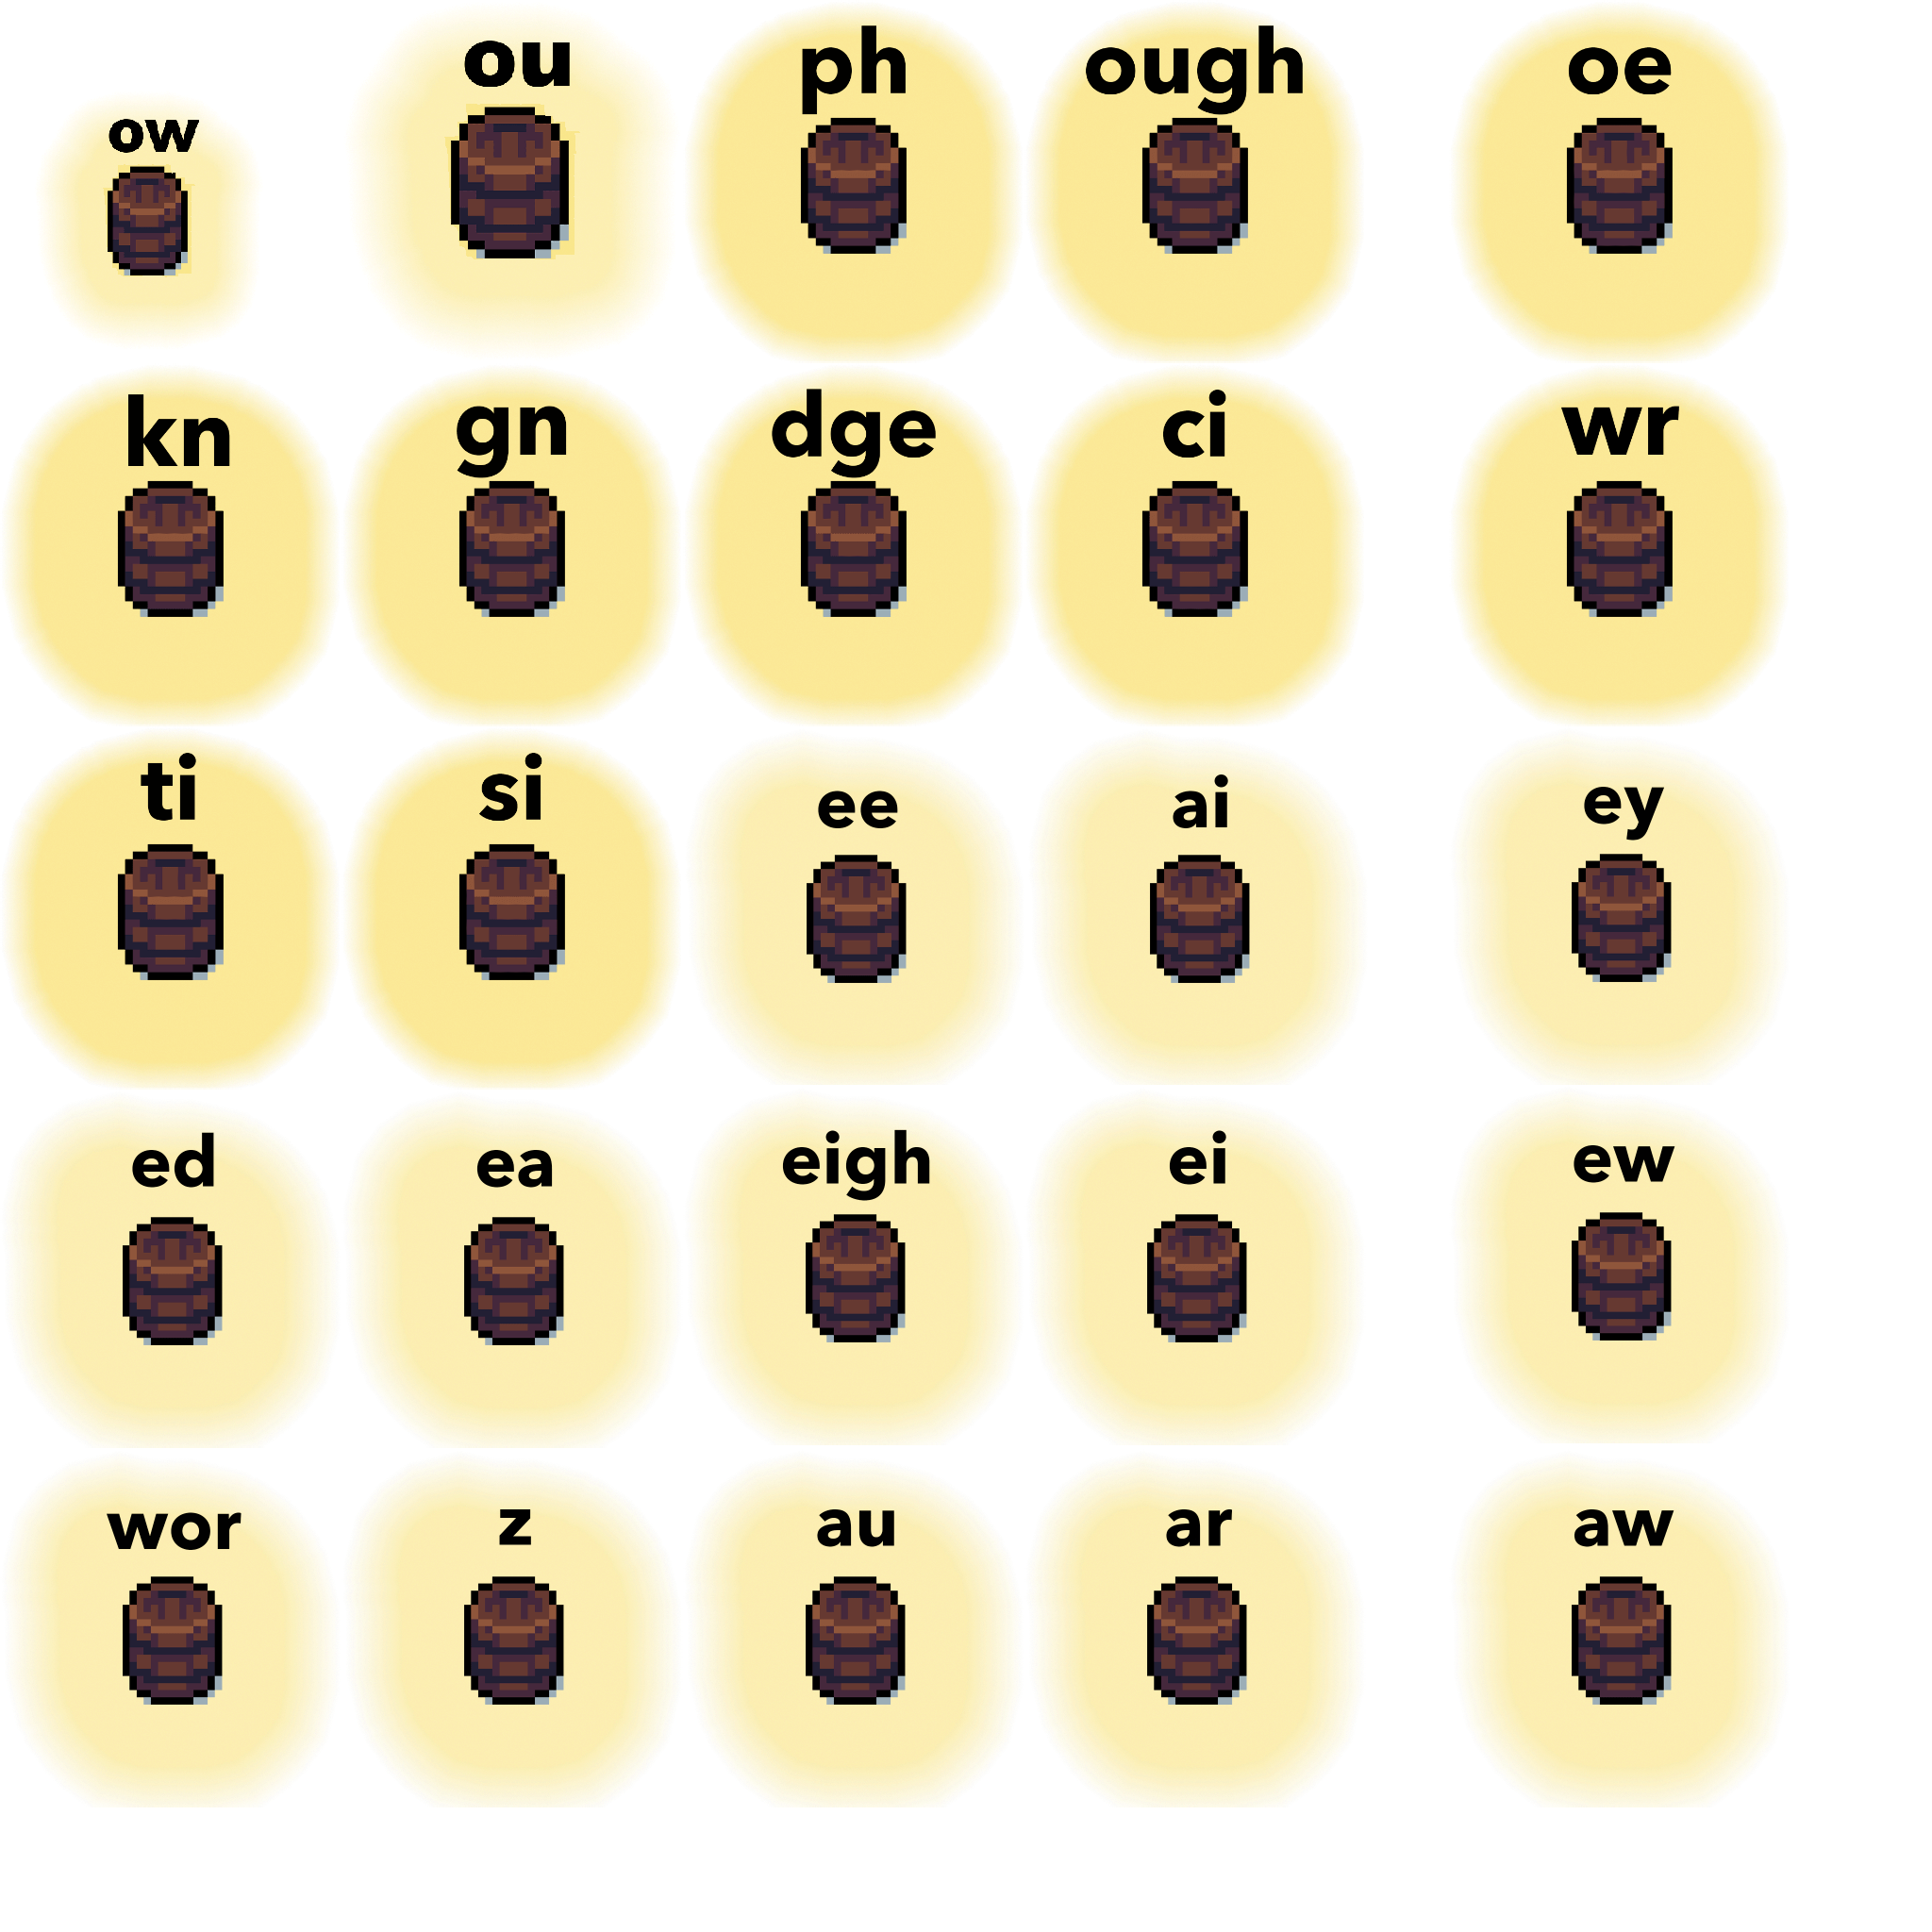 ow ou ph ough oe
kn gn dge ci wr
ti si ee ai ey
ed ea eigh ei ew
wor z au ar aw